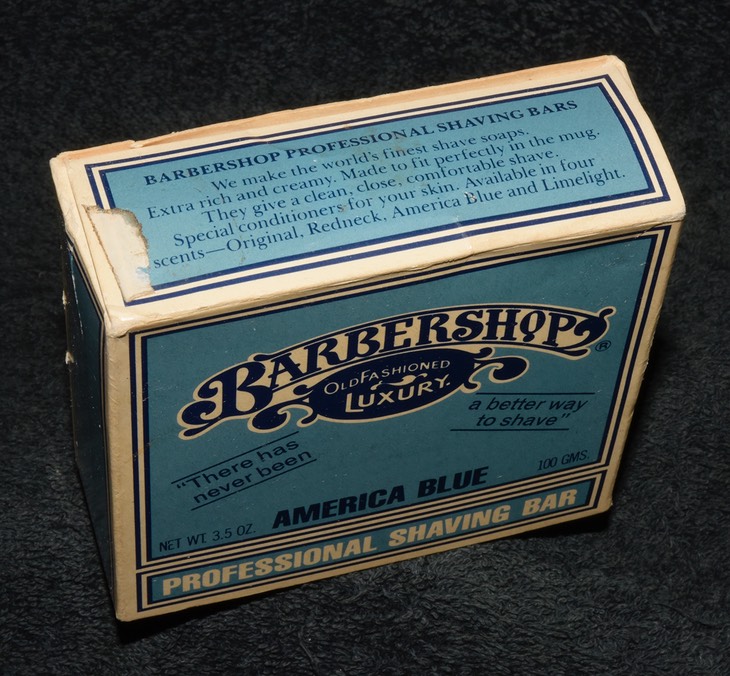 BARBERSHOP PROFESSIONAL SHAVING BARS
We make the world's finest shave soaps.
Extra rich and creamy. Made to fit perfectly in the mug.
They give a clean, close, comfortable shave.
Special conditioners for your skin. Available in four
scents—Original, Redneck, America Blue and Limelight.
BARBERSHOP®
OLD FASHIONED
LUXURY.
"There has
never been
a better way
to shave"
NET WT. 3.5 OZ.
AMERICA BLUE
100 GMS.
PROFESSIONAL SHAVING BAR